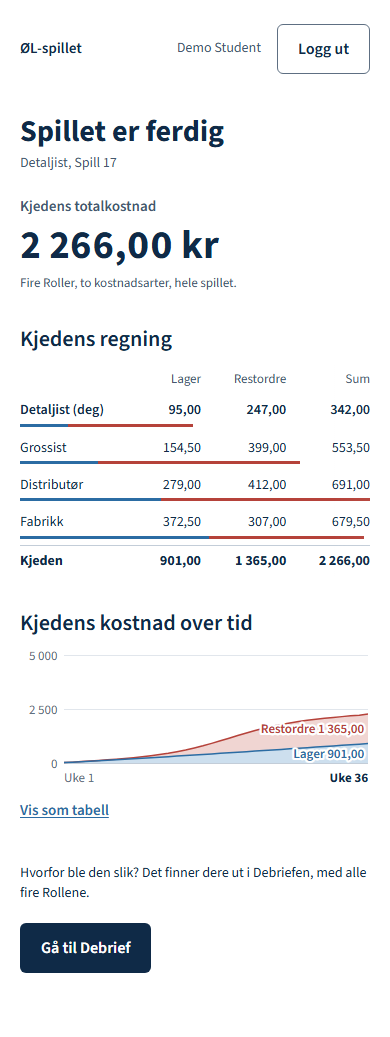 ØL-spillet Demo Student Logg ut
Spillet er ferdig
Detaljist, Spill 17
Kjedens totalkostnad
2 266,00 kr
Fire Roller, to kostnadsarter, hele spillet.
Kjedens regning
Lager Restordre Sum
Detaljist (deg) 95,00 247,00 342,00
Grossist 154,50 399,00 553,50
Distributør 279,00 412,00 691,00
Fabrikk 372,50 307,00 679,50
Kjeden 901,00 1 365,00 2 266,00
Kjedens kostnad over tid
5 000
2 500
Restordre 1 365,00
Lager 901,00
0
Uke 1 Uke 36
Vis som tabell
Hvorfor ble den slik? Det finner dere ut i Debriefen, med alle
fire Rollene.
Gå til Debrief